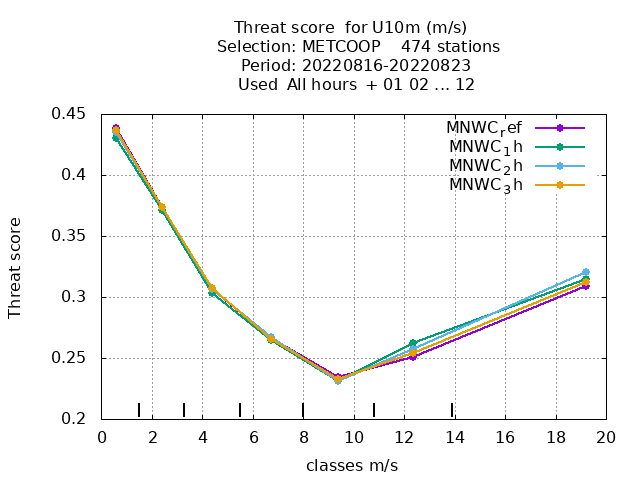 Threat score  for U10m (m/s)
Selection: METCOOP    474 stations
Period: 20220816-20220823
Used  All hours  + 01 02 ... 12
MNWC_ref
MNWC_1h
MNWC_2h
MNWC_3h
Threat score
0.45
0.4
0.35
0.3
0.25
0.2
0 2 4 6 8 10 12 14 16 18 20
classes m/s